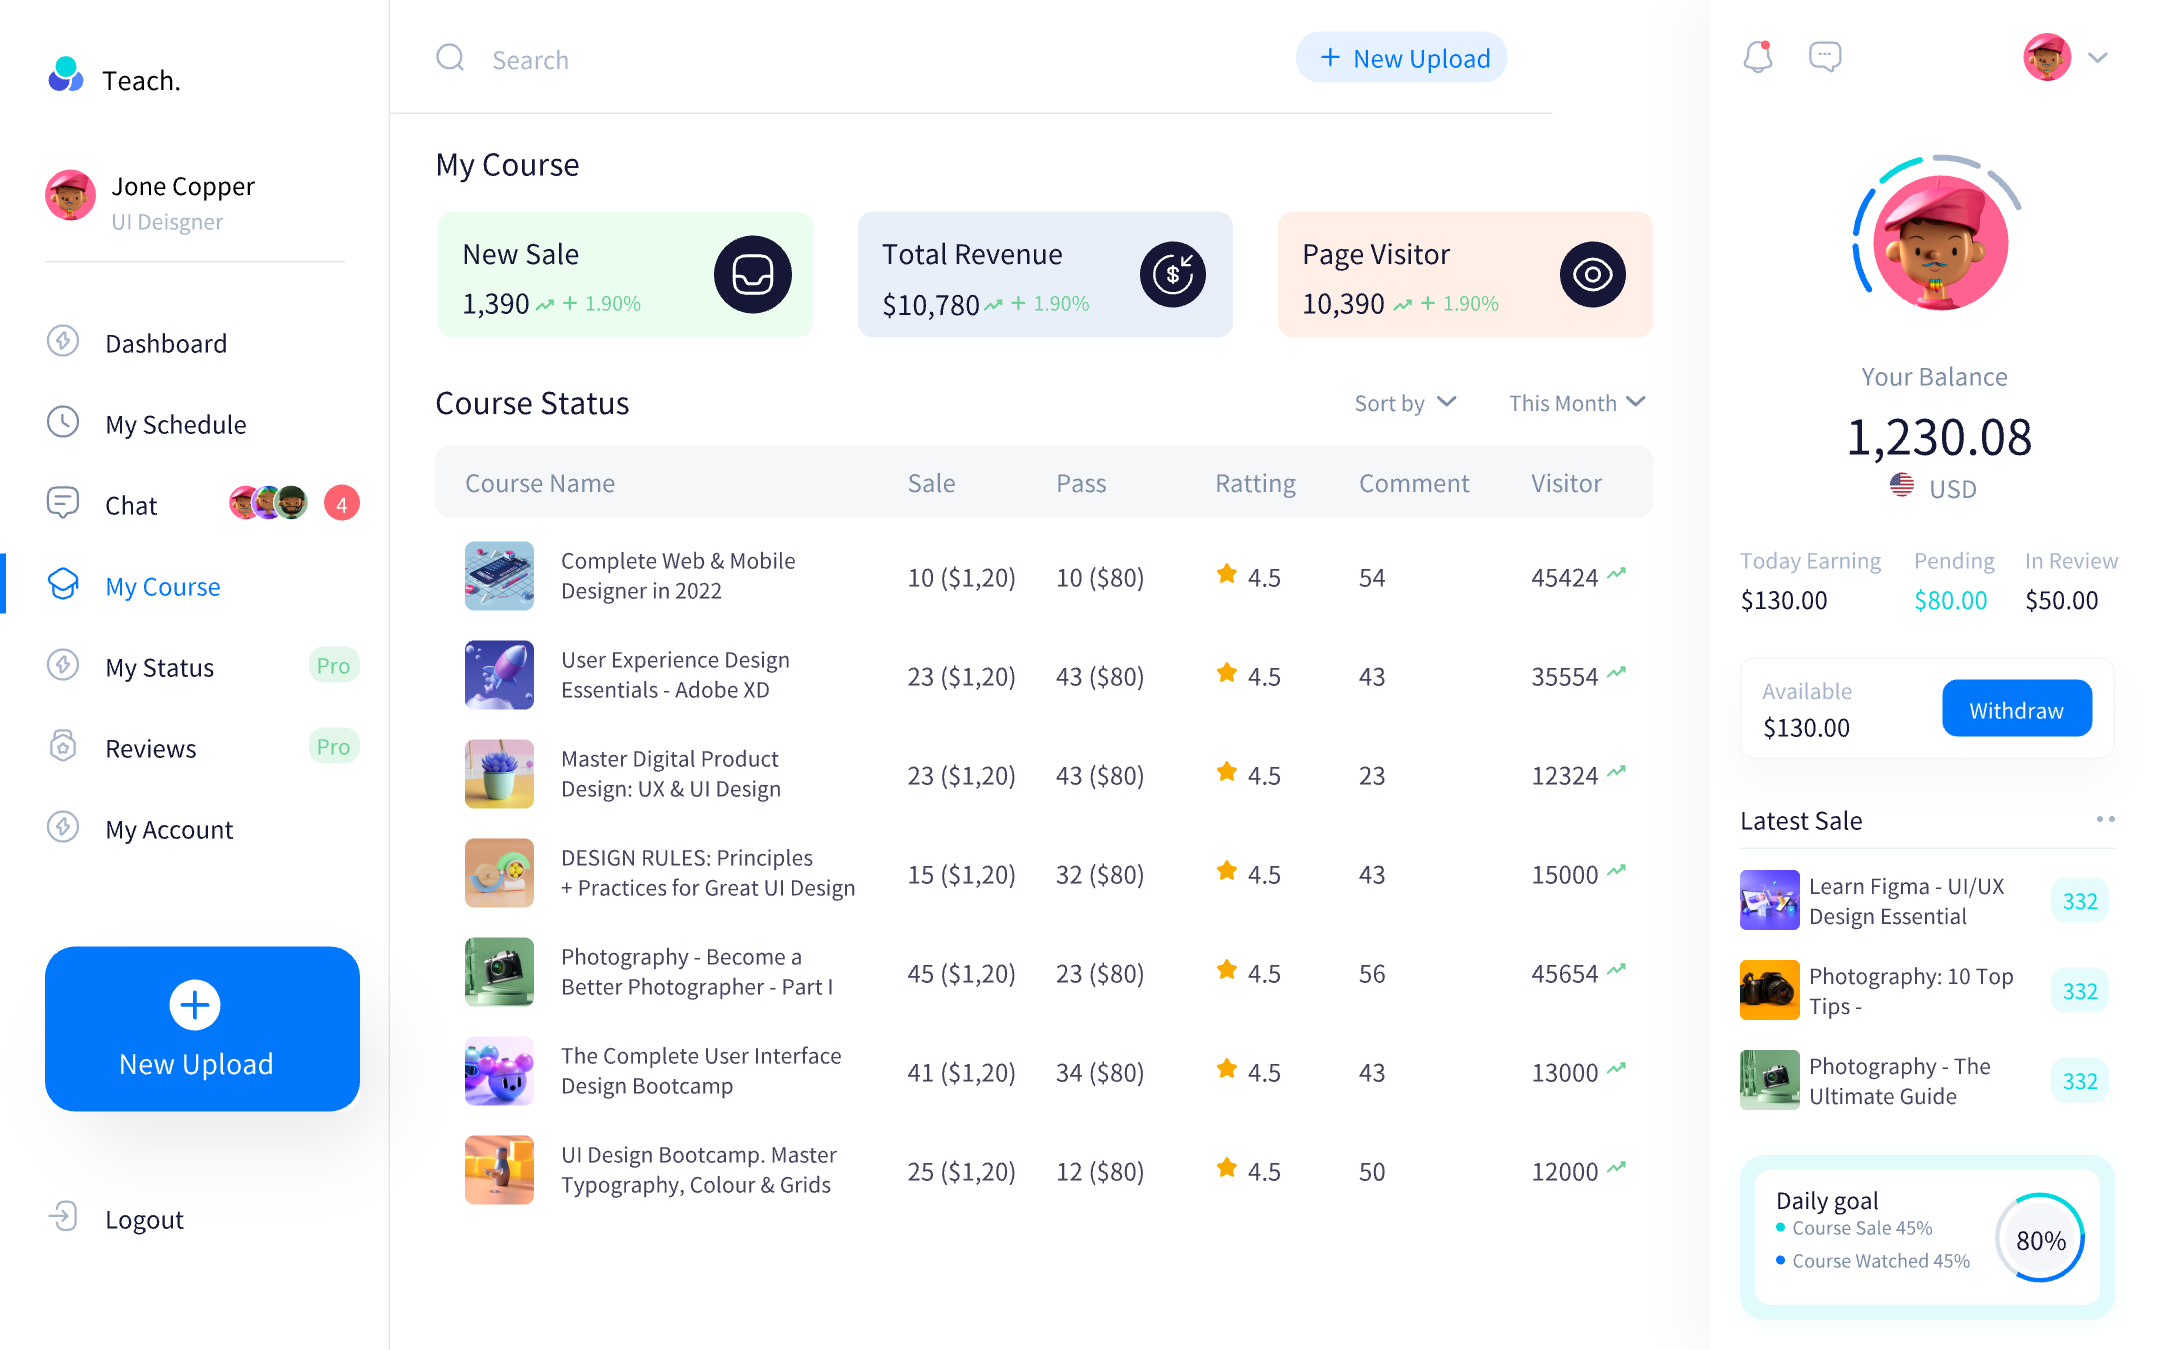 Teach.
Jone Copper
UI Deisgner
Dashboard
My Schedule
Chat
4
My Course
My Status
Pro
Reviews
Pro
My Account
New Upload
Logout
Search
+ New Upload
My Course
New Sale
1,390 + 1.90%
Total Revenue
$10,780 + 1.90%
$
Page Visitor
10,390 + 1.90%
Course Status
Sort by
This Month
Course Name Sale Pass Ratting Comment Visitor
Complete Web & Mobile
Designer in 2022
10 ($1,20) 10 ($80) 4.5 54 45424
User Experience Design
Essentials - Adobe XD
23 ($1,20) 43 ($80) 4.5 43 35554
Master Digital Product
Design: UX & UI Design
23 ($1,20) 43 ($80) 4.5 23 12324
DESIGN RULES: Principles
+ Practices for Great UI Design
15 ($1,20) 32 ($80) 4.5 43 15000
Photography - Become a
Better Photographer - Part I
45 ($1,20) 23 ($80) 4.5 56 45654
The Complete User Interface
Design Bootcamp
41 ($1,20) 34 ($80) 4.5 43 13000
UI Design Bootcamp. Master
Typography, Colour & Grids
25 ($1,20) 12 ($80) 4.5 50 12000
Your Balance
1,230.08
USD
Today Earning Pending In Review
$130.00 $80.00 $50.00
Available
$130.00
Withdraw
Latest Sale
Learn Figma - UI/UX
Design Essential
332
Photography: 10 Top
Tips -
332
Photography - The
Ultimate Guide
332
Daily goal
Course Sale 45%
Course Watched 45%
80%